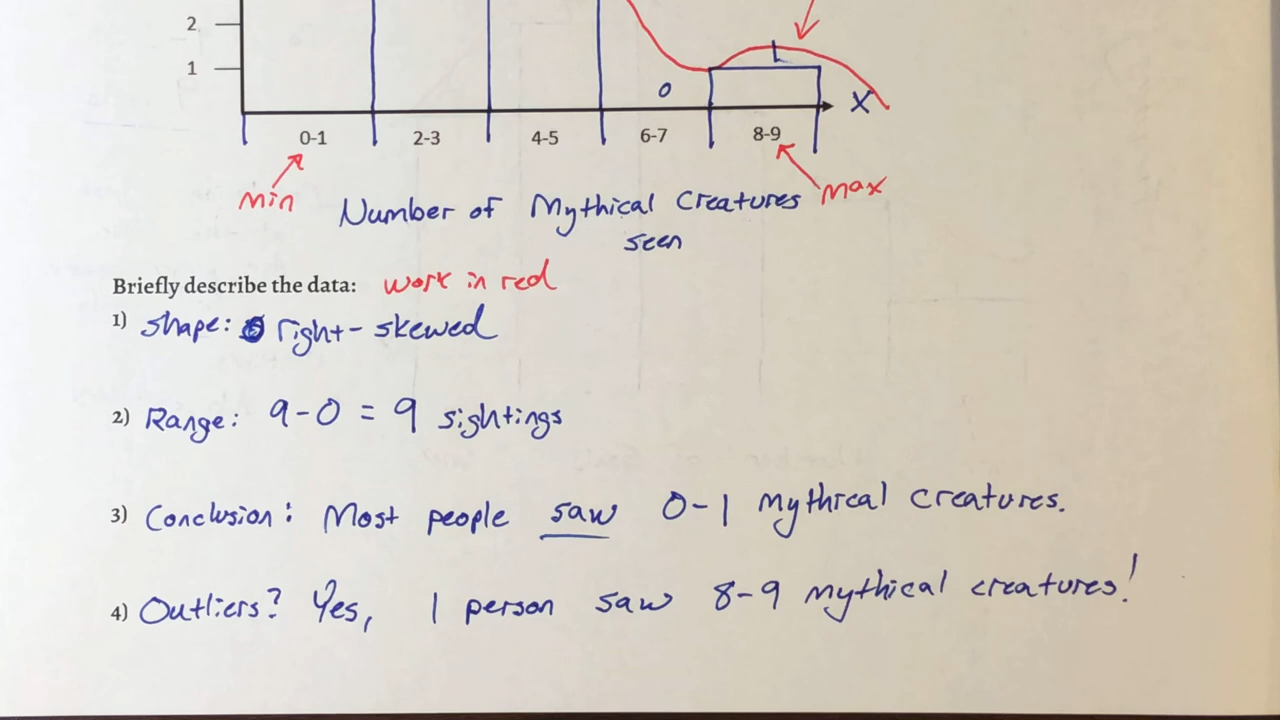 2
1
0
1
X
0-1 2-3 4-5 6-7 8-9
min
max
Number of Mythical Creatures
seen
Briefly describe the data: work in red
1) Shape: right-skewed
2) Range: 9-0 = 9 sightings
3) Conclusion: Most people saw 0-1 mythical creatures.
4) Outliers? Yes, 1 person saw 8-9 mythical creatures!